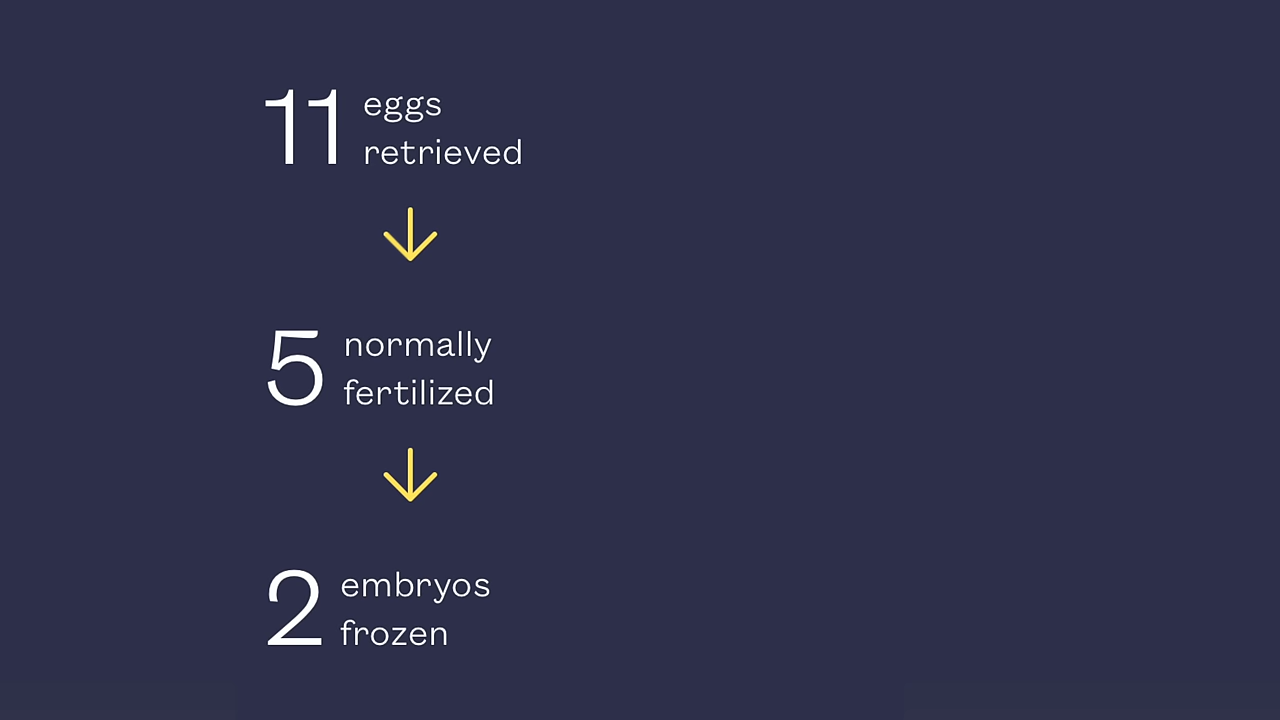 11 eggs
retrieved
5 normally
fertilized
2 embryos
frozen